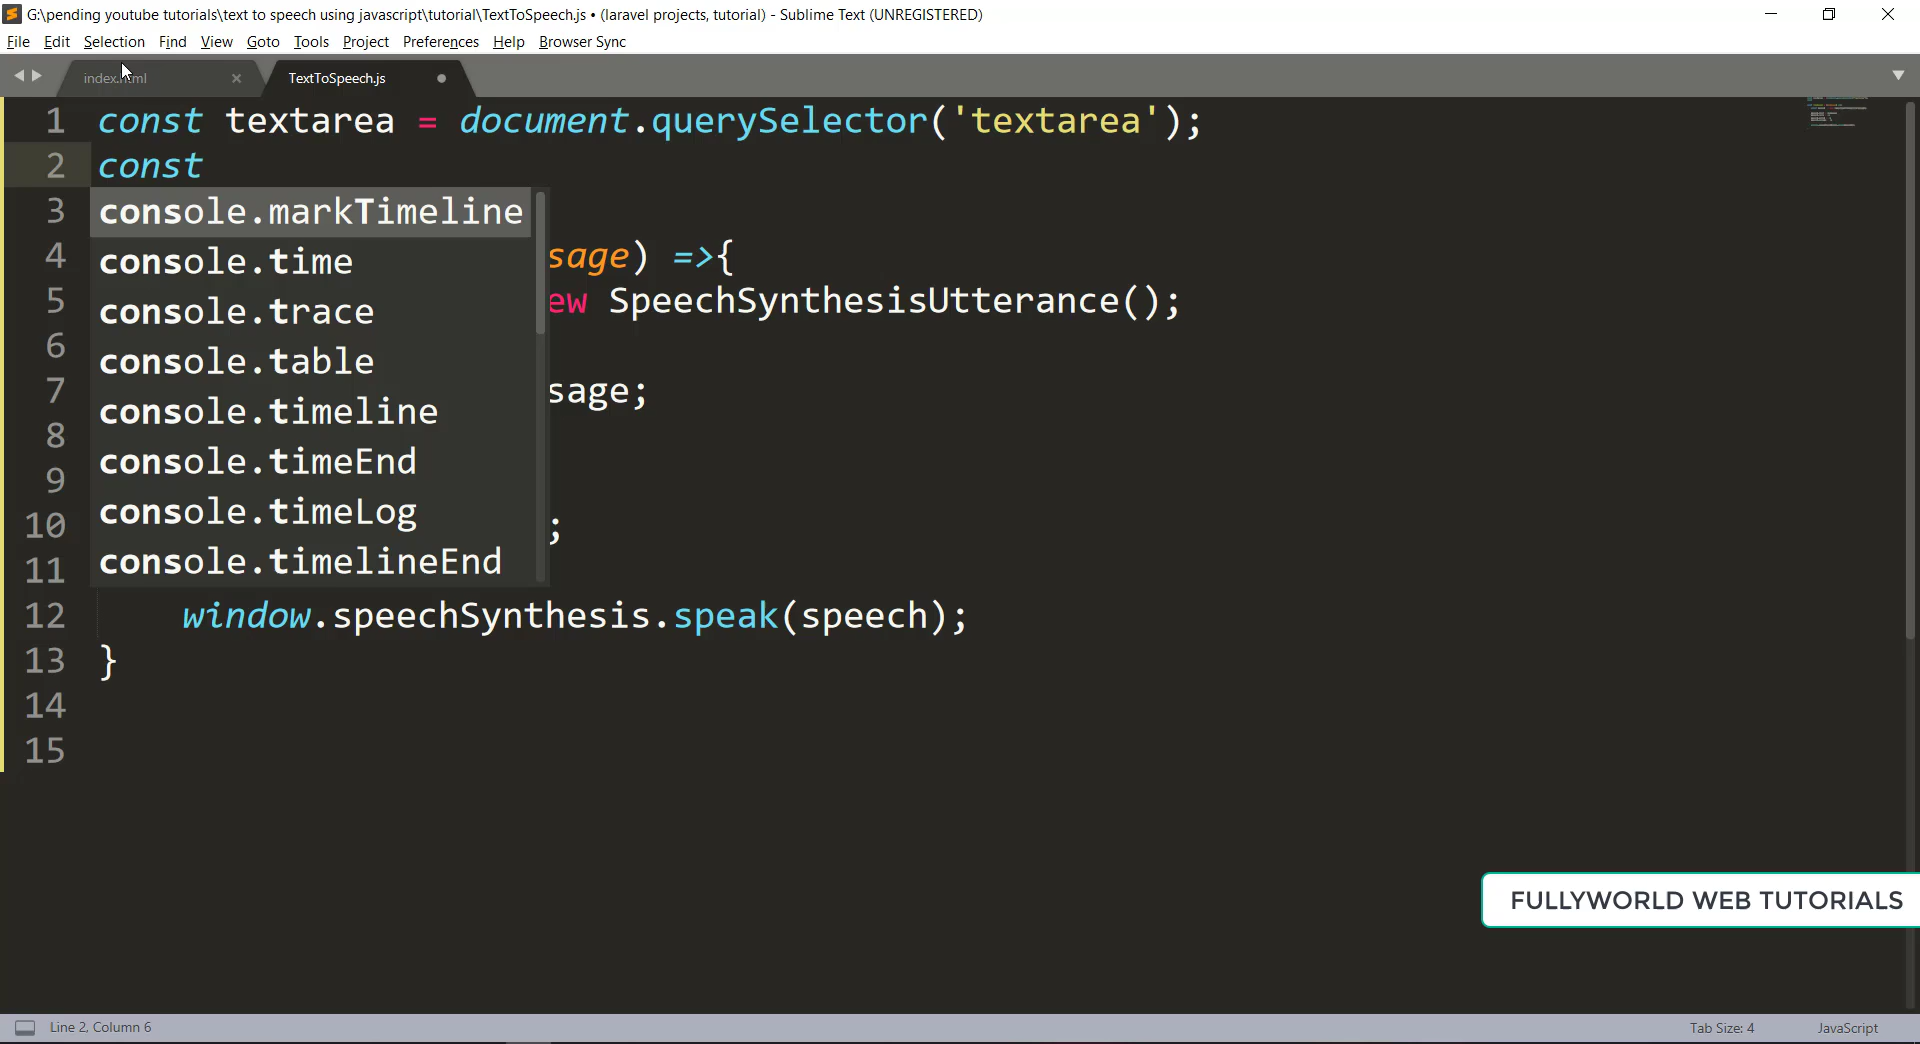 G:\pending youtube tutorials\text to speech using javascript\tutorial\TextToSpeech.js • (laravel projects, tutorial) - Sublime Text (UNREGISTERED)
File Edit Selection Find View Goto Tools Project Preferences Help Browser Sync
index.html TextToSpeech.js
1 const textarea = document.querySelector('textarea');
2 const
3 console.markTimeline
4 sage) =>{
console.time
5 ew SpeechSynthesisUtterance();
console.trace
6
console.table
7 sage;
console.timeline
8
console.timeEnd
9
console.timeLog
10 ;
console.timelineEnd
11
12 window.speechSynthesis.speak(speech);
13 }
14
15
FULLYWORLD WEB TUTORIALS
Line 2, Column 6 Tab Size: 4 JavaScript